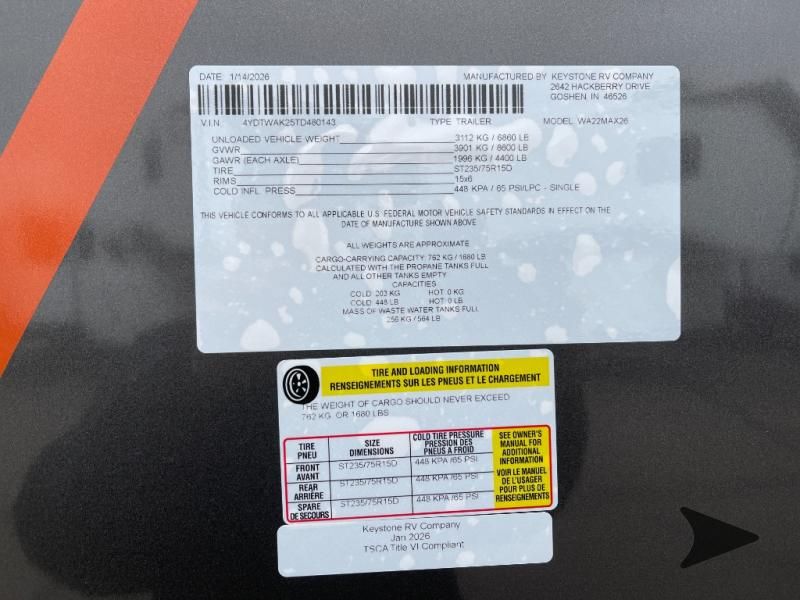 DATE 1/14/2026 MANUFACTURED BY KEYSTONE RV COMPANY
2642 HACKBERRY DRIVE
GOSHEN, IN 46526
V.I.N. 4YDTWAK25TD480143 TYPE TRAILER MODEL WA22MAX26
UNLOADED VEHICLE WEIGHT 3112 KG / 6860 LB
GVWR 3901 KG / 8600 LB
GAWR (EACH AXLE) 1996 KG / 4400 LB
TIRE ST235/75R15D
RIMS 15x6
COLD INFL. PRESS 448 KPA / 65 PSI/LPC - SINGLE
THIS VEHICLE CONFORMS TO ALL APPLICABLE U.S. FEDERAL MOTOR VEHICLE SAFETY STANDARDS IN EFFECT ON THE
DATE OF MANUFACTURE SHOWN ABOVE
ALL WEIGHTS ARE APPROXIMATE
CARGO-CARRYING CAPACITY: 762 KG / 1680 LB
CALCULATED WITH THE PROPANE TANKS FULL
AND ALL OTHER TANKS EMPTY
CAPACITIES
COLD: 203 KG HOT: 0 KG
COLD: 448 LB HOT: 0 LB
MASS OF WASTE WATER TANKS FULL
256 KG / 564 LB
TIRE AND LOADING INFORMATION
RENSEIGNEMENTS SUR LES PNEUS ET LE CHARGEMENT
THE WEIGHT OF CARGO SHOULD NEVER EXCEED
762 KG. OR 1680 LBS
TIRE
PNEU
SIZE
DIMENSIONS
COLD TIRE PRESSURE
PRESSION DES
PNEUS A FROID
FRONT
AVANT
ST235/75R15D
448 KPA /65 PSI
REAR
ARRIÈRE
ST235/75R15D
448 KPA /65 PSI
SPARE
DE SECOURS
ST235/75R15D
448 KPA /65 PSI
SEE OWNER'S
MANUAL FOR
ADDITIONAL
INFORMATION
VOIR LE MANUEL
DE L'USAGER
POUR PLUS DE
RENSEIGNEMENTS
Keystone RV Company
Jan 2026
TSCA Title VI Compliant